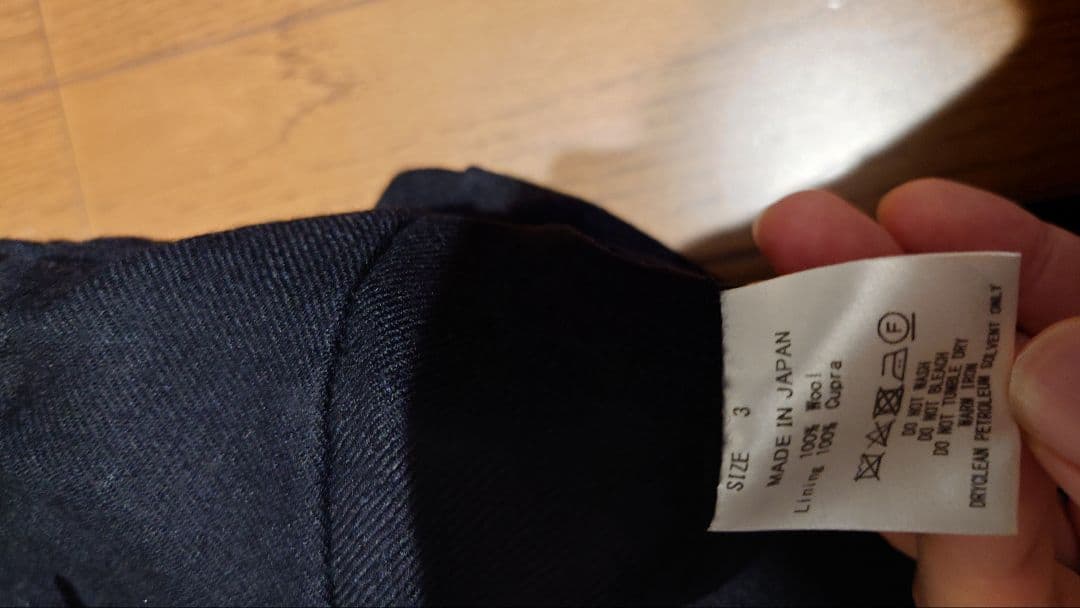 SIZE 3
MADE IN JAPAN
100% Wool
Lining 100% Cupra
F
DO NOT WASH
DO NOT BLEACH
DO NOT TUMBLE DRY
WARM IRON
DRYCLEAN PETROLEUM SOLVENT ONLY